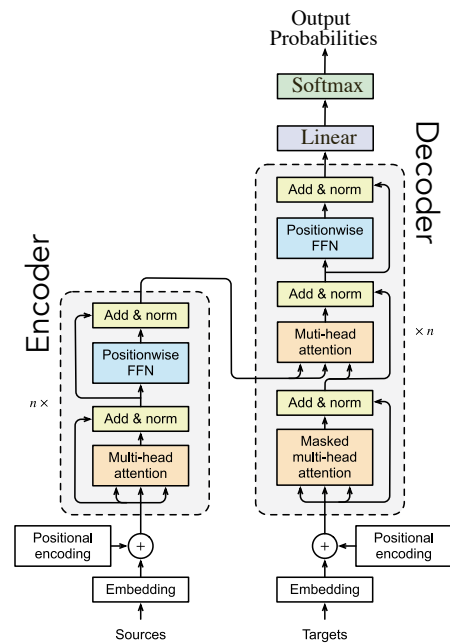 Output
Probabilities
Softmax
Linear
Decoder
Add & norm
Positionwise
FFN
Add & norm
Muti-head
attention
× n
Add & norm
Masked
multi-head
attention
Encoder
Add & norm
Positionwise
FFN
n ×
Add & norm
Multi-head
attention
Positional
encoding
+
Embedding
Sources
+
Positional
encoding
Embedding
Targets